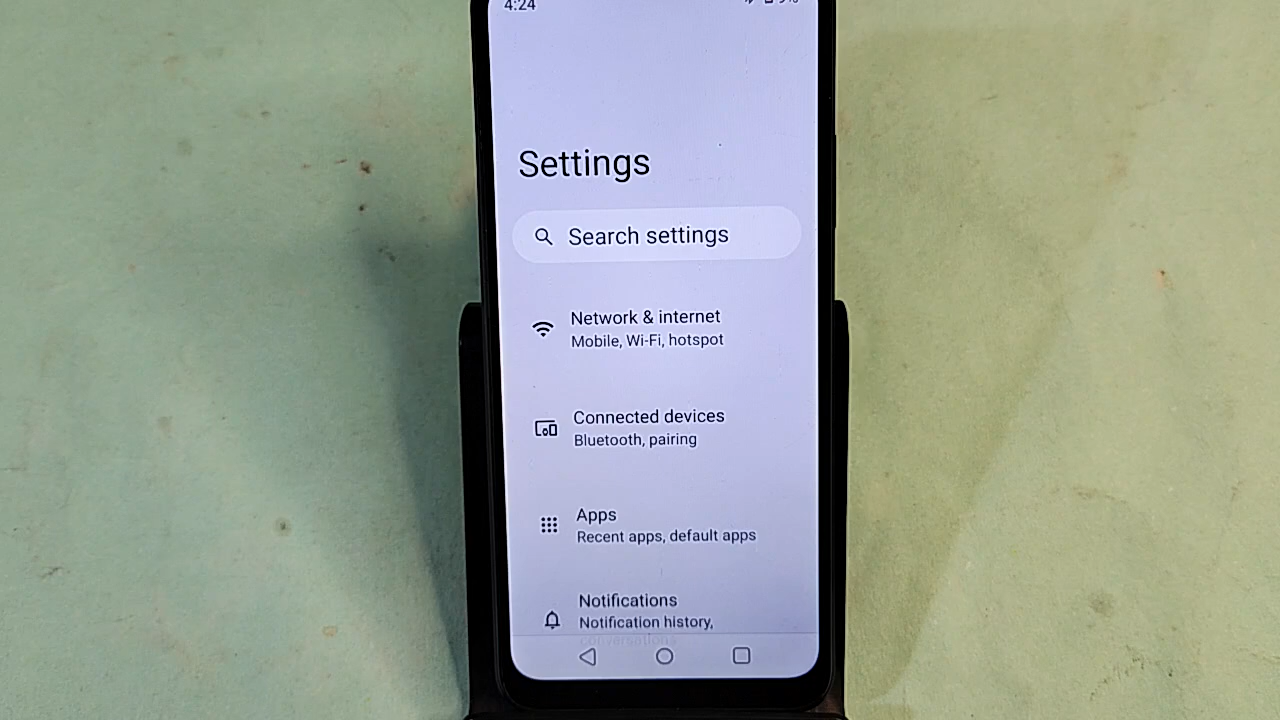 4:24
Settings
Search settings
Network & internet
Mobile, Wi-Fi, hotspot
Connected devices
Bluetooth, pairing
Apps
Recent apps, default apps
Notifications
Notification history,
conversations